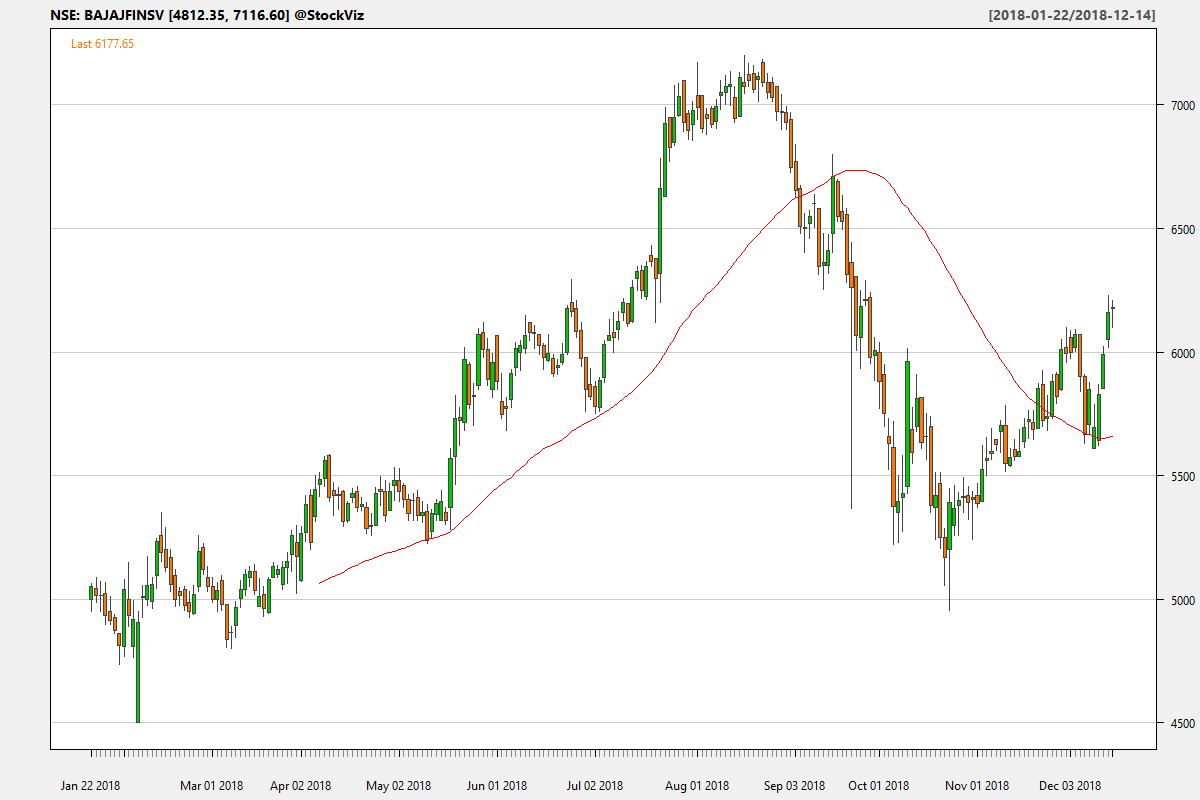 NSE: BAJAJFINSV [4812.35, 7116.60] @StockViz
[2018-01-22/2018-12-14]
Last 6177.65
7000
6500
6000
5500
5000
4500
Jan 22 2018 Mar 01 2018 Apr 02 2018 May 02 2018 Jun 01 2018 Jul 02 2018 Aug 01 2018 Sep 03 2018 Oct 01 2018 Nov 01 2018 Dec 03 2018